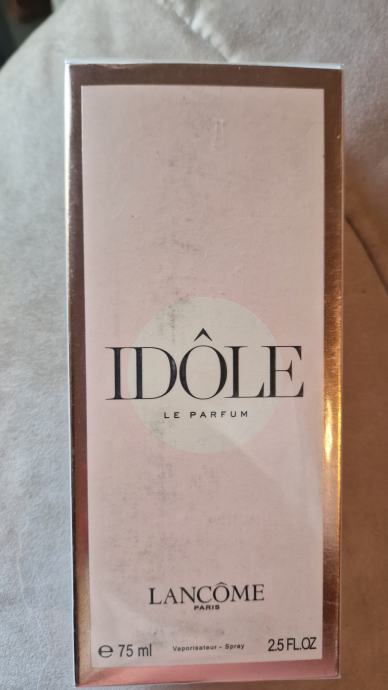 IDÔLE
LE PARFUM
LANCÔME
PARIS
e 75 ml Vaporisateur - Spray 2.5 FL.OZ